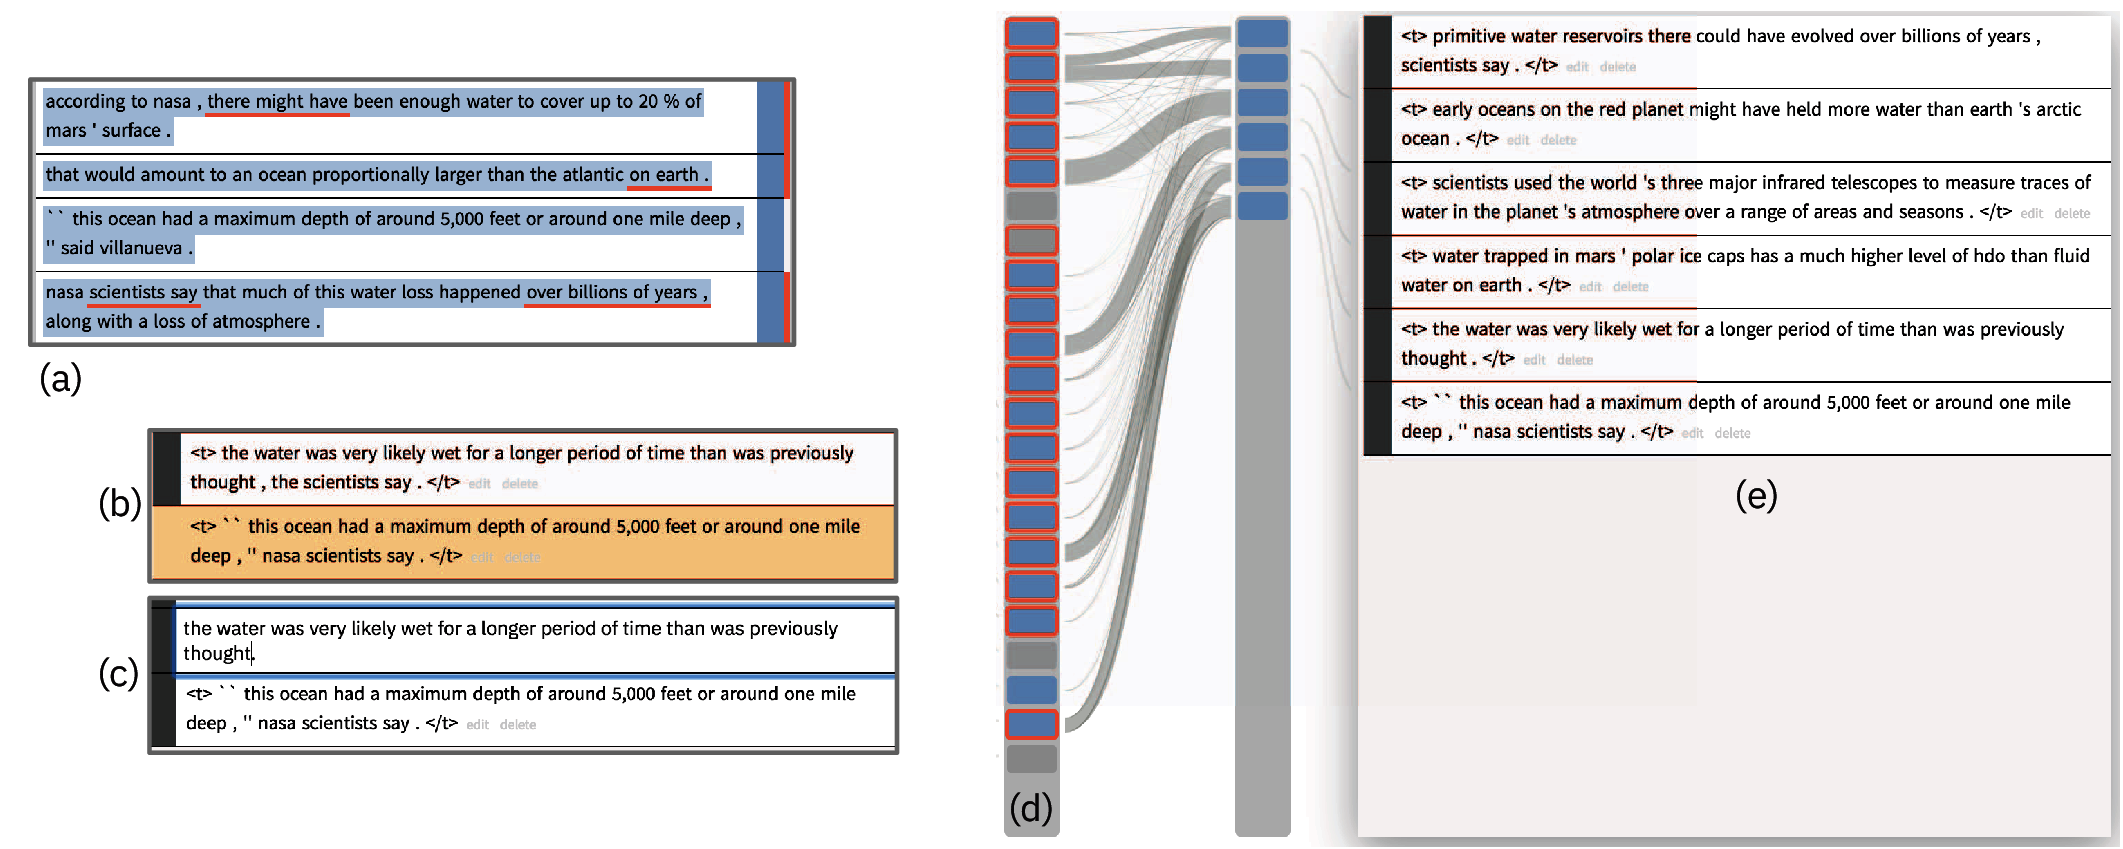 according to nasa , there might have been enough water to cover up to 20 % of
mars ' surface .
that would amount to an ocean proportionally larger than the atlantic on earth .
` ` this ocean had a maximum depth of around 5,000 feet or around one mile deep ,
'' said villanueva .
nasa scientists say that much of this water loss happened over billions of years ,
along with a loss of atmosphere .
(a)
(b)
<t> the water was very likely wet for a longer period of time than was previously
thought , the scientists say . </t> edit delete
<t> ` ` this ocean had a maximum depth of around 5,000 feet or around one mile
deep , '' nasa scientists say . </t> edit delete
(c)
the water was very likely wet for a longer period of time than was previously
thought.
<t> ` ` this ocean had a maximum depth of around 5,000 feet or around one mile
deep , '' nasa scientists say . </t> edit delete
(d)
<t> primitive water reservoirs there could have evolved over billions of years ,
scientists say . </t> edit delete
<t> early oceans on the red planet might have held more water than earth 's arctic
ocean . </t> edit delete
<t> scientists used the world 's three major infrared telescopes to measure traces of
water in the planet 's atmosphere over a range of areas and seasons . </t> edit delete
<t> water trapped in mars ' polar ice caps has a much higher level of hdo than fluid
water on earth . </t> edit delete
<t> the water was very likely wet for a longer period of time than was previously
thought . </t> edit delete
<t> ` ` this ocean had a maximum depth of around 5,000 feet or around one mile
deep , '' nasa scientists say . </t> edit delete
(e)